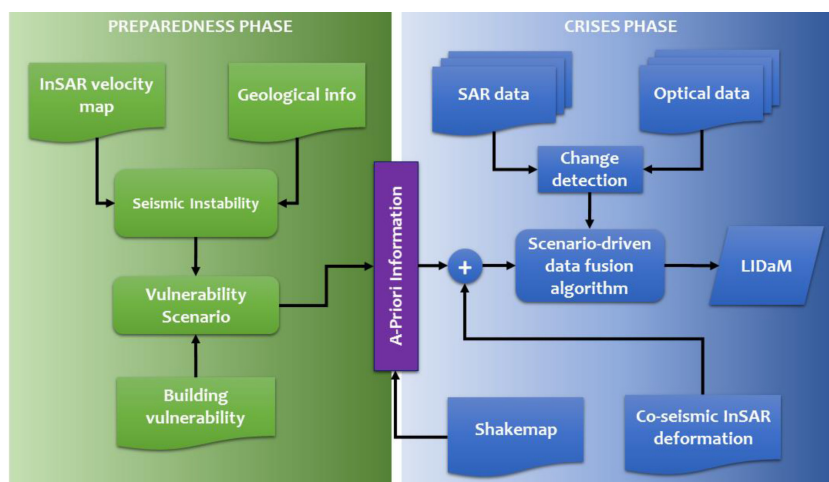 PREPAREDNESS PHASE
CRISES PHASE
InSAR velocity
map
Geological info
SAR data
Optical data
Change
detection
Seismic Instability
A-Priori Information
Vulnerability
Scenario
+
Scenario-driven
data fusion
algorithm
LIDaM
Building
vulnerability
Shakemap
Co-seismic InSAR
deformation